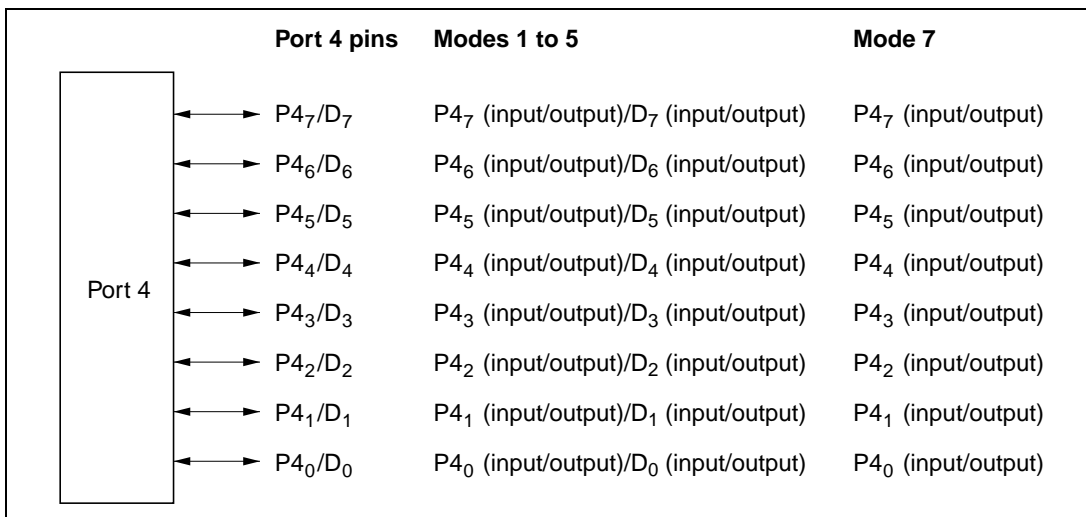 Port 4 pins Modes 1 to 5 Mode 7
P4₇/D₇ P4₇ (input/output)/D₇ (input/output) P4₇ (input/output)
P4₆/D₆ P4₆ (input/output)/D₆ (input/output) P4₆ (input/output)
P4₅/D₅ P4₅ (input/output)/D₅ (input/output) P4₅ (input/output)
P4₄/D₄ P4₄ (input/output)/D₄ (input/output) P4₄ (input/output)
Port 4
P4₃/D₃ P4₃ (input/output)/D₃ (input/output) P4₃ (input/output)
P4₂/D₂ P4₂ (input/output)/D₂ (input/output) P4₂ (input/output)
P4₁/D₁ P4₁ (input/output)/D₁ (input/output) P4₁ (input/output)
P4₀/D₀ P4₀ (input/output)/D₀ (input/output) P4₀ (input/output)